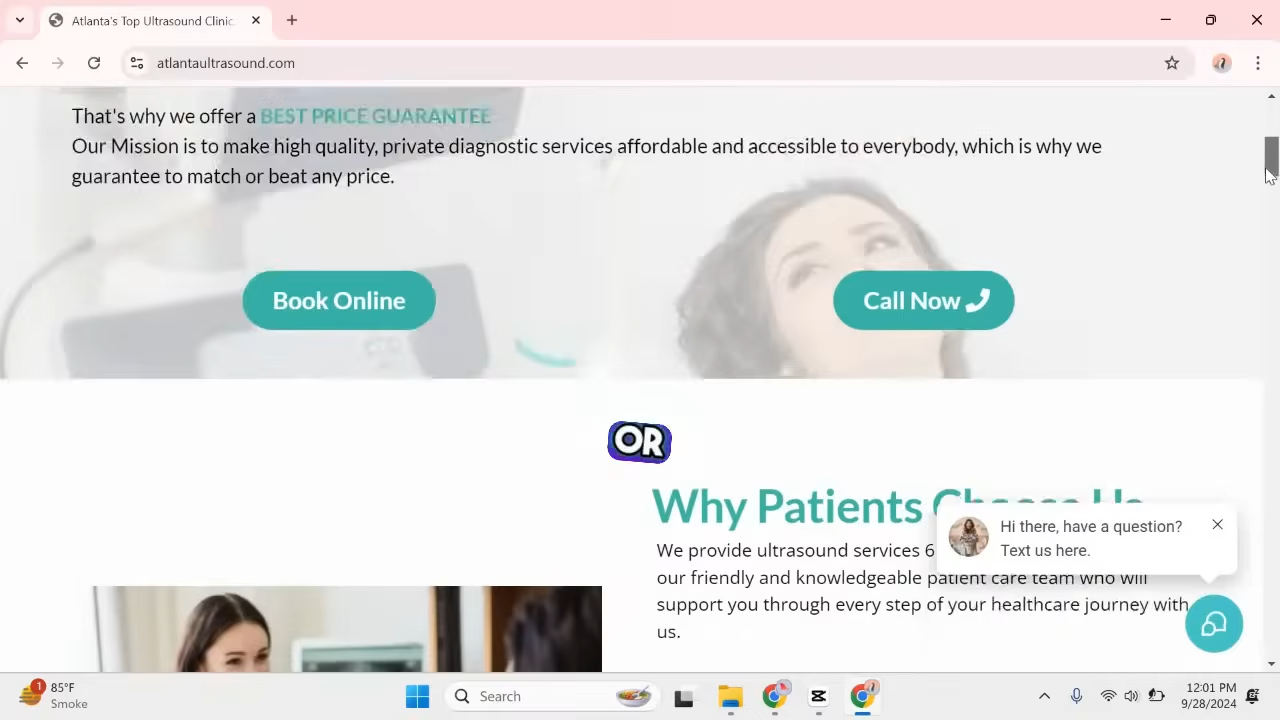 Atlanta's Top Ultrasound Clinic
atlantaultrasound.com
That's why we offer a BEST PRICE GUARANTEE
Our Mission is to make high quality, private diagnostic services affordable and accessible to everybody, which is why we
guarantee to match or beat any price.
Book Online
Call Now
OR
Why Patients Choose Us
We provide ultrasound services 6
our friendly and knowledgeable patient care team who will
support you through every step of your healthcare journey with
us.
Hi there, have a question?
Text us here.
1
85°F
Smoke
Search
12:01 PM
9/28/2024